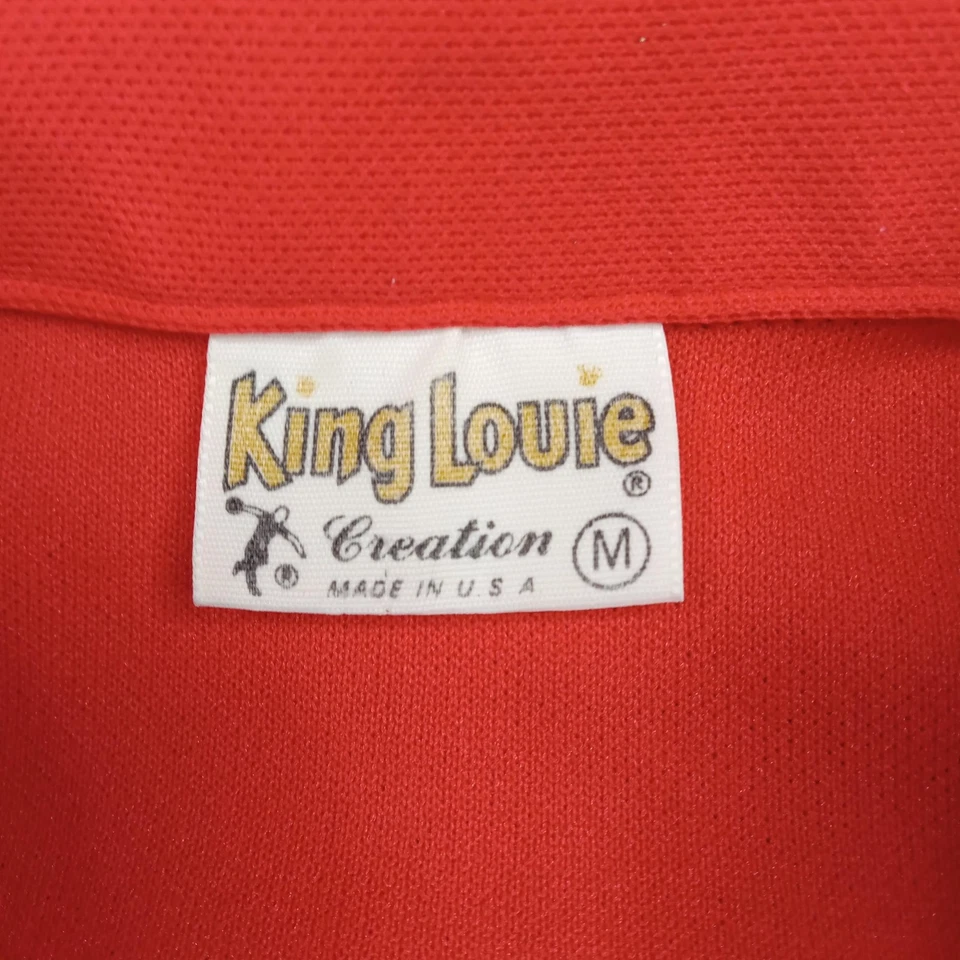 King Louie ®
® Creation M
MADE IN U.S A